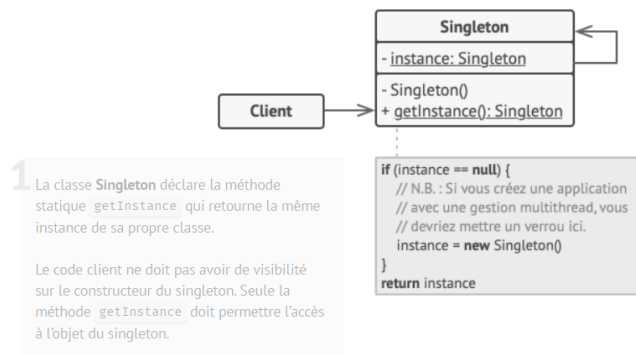 Singleton
- instance: Singleton
- Singleton()
+ getInstance(): Singleton
Client
if (instance == null) {
// N.B. : Si vous créez une application
// avec une gestion multithread, vous
// devriez mettre un verrou ici.
instance = new Singleton()
}
return instance
1
La classe Singleton déclare la méthode
statique getInstance qui retourne la même
instance de sa propre classe.
Le code client ne doit pas avoir de visibilité
sur le constructeur du singleton. Seule la
méthode getInstance doit permettre l'accès
à l'objet du singleton.